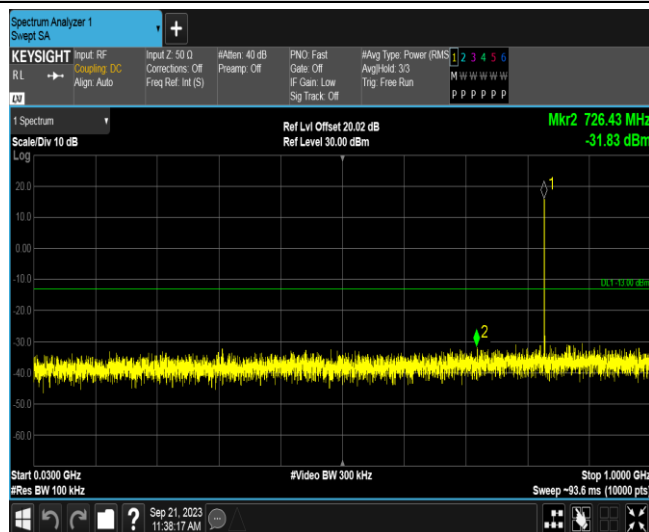 Spectrum Analyzer 1
Swept SA
+
KEYSIGHT
RL
LXI
Input: RF
Coupling: DC
Align: Auto
Input Z: 50 Ω
Corrections: Off
Freq Ref: Int (S)
#Atten: 40 dB
Preamp: Off
PNO: Fast
Gate: Off
IF Gain: Low
Sig Track: Off
#Avg Type: Power (RMS
Avg|Hold: 3/3
Trig: Free Run
1 2 3 4 5 6
M W W W W W
P P P P P P
1 Spectrum
Scale/Div 10 dB
Log
Ref Lvl Offset 20.02 dB
Ref Level 30.00 dBm
Mkr2 726.43 MHz
-31.83 dBm
20.0
10.0
0.00
-10.0
-20.0
-30.0
-40.0
-50.0
-60.0
1
DL1 -13.00 dBm
2
Start 0.0300 GHz
#Res BW 100 kHz
#Video BW 300 kHz
Stop 1.0000 GHz
Sweep ~93.6 ms (10000 pts)
?
Sep 21, 2023
11:38:17 AM